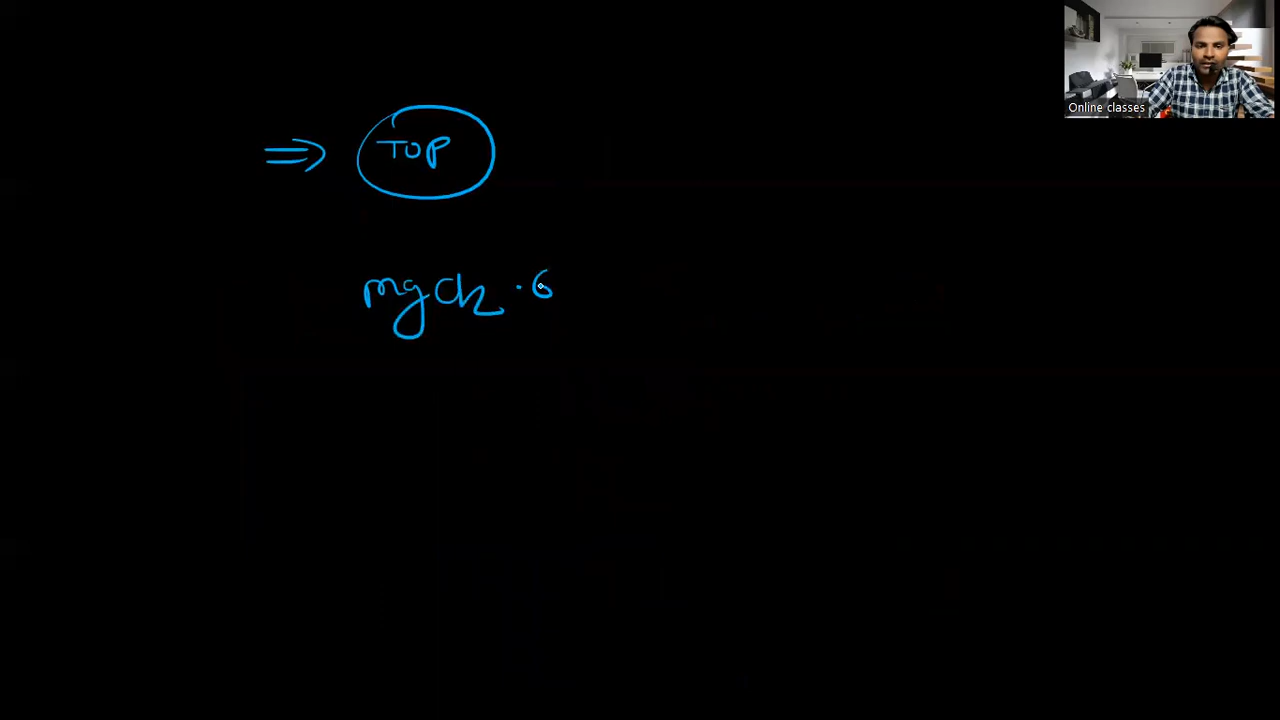 Online classes
⇒ TOP
mgcl2 · 6